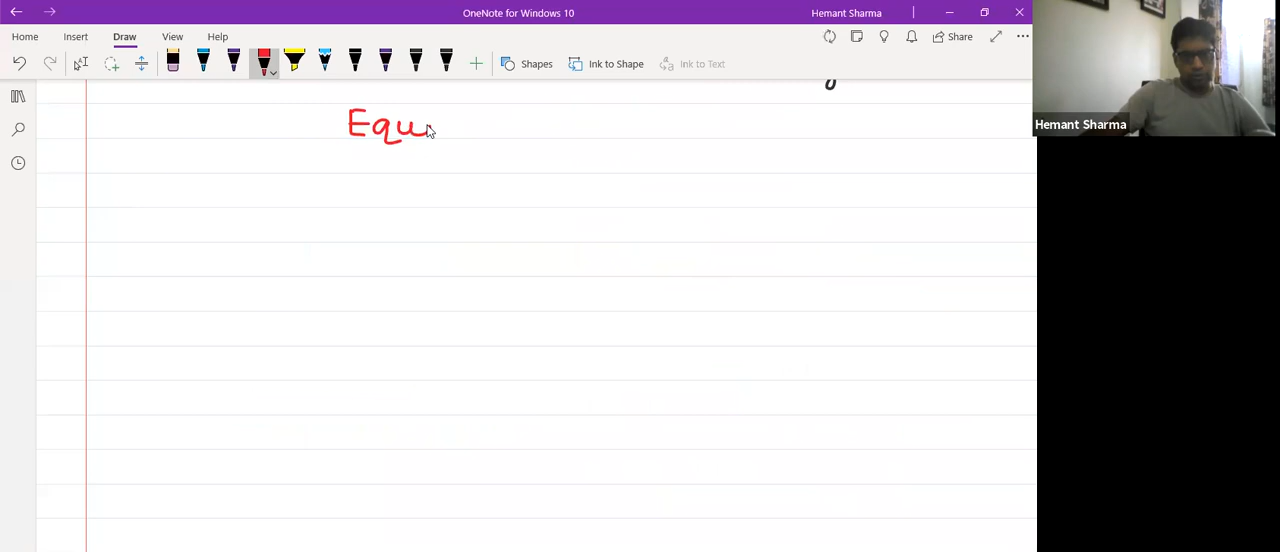 OneNote for Windows 10
Hemant Sharma
Home Insert Draw View Help
Share
Shapes
Ink to Shape
Ink to Text
Equ
Hemant Sharma